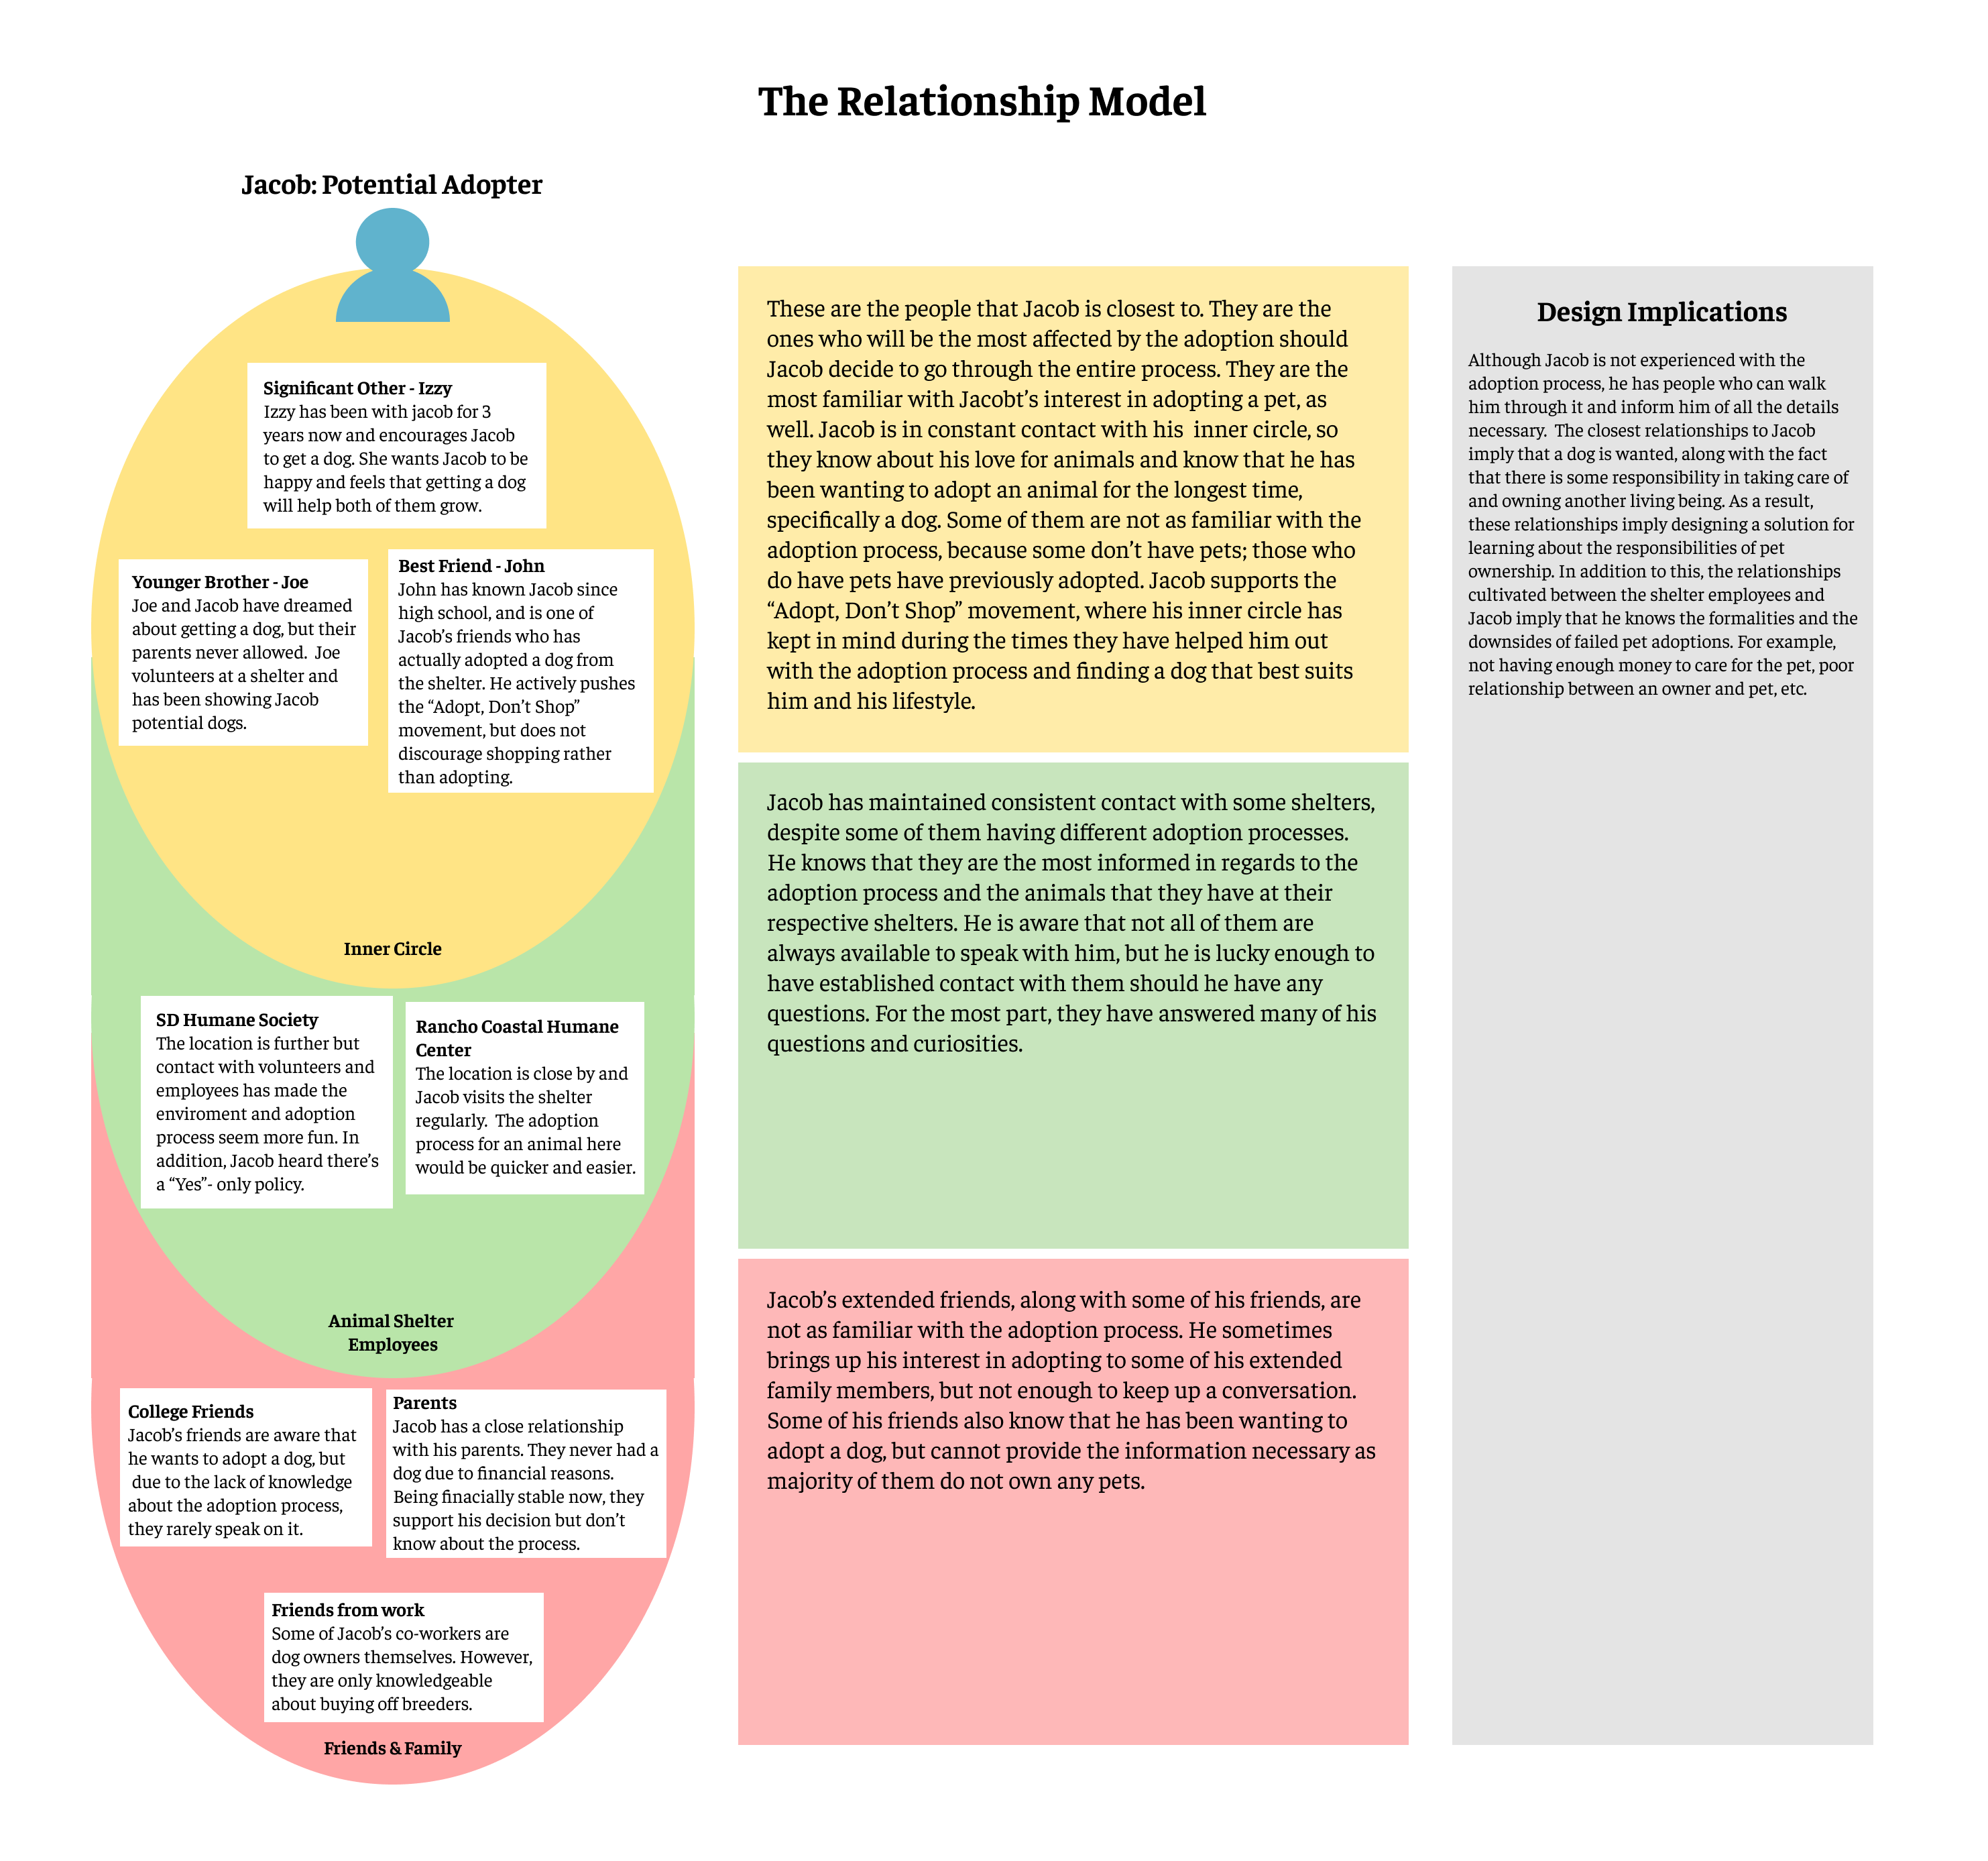 The Relationship Model
Jacob: Potential Adopter
Significant Other - Izzy
Izzy has been with jacob for 3
years now and encourages Jacob
to get a dog. She wants Jacob to be
happy and feels that getting a dog
will help both of them grow.
Younger Brother - Joe
Joe and Jacob have dreamed
about getting a dog, but their
parents never allowed.  Joe
volunteers at a shelter and
has been showing Jacob
potential dogs.
Best Friend - John
John has known Jacob since
high school, and is one of
Jacob’s friends who has
actually adopted a dog from
the shelter. He actively pushes
the “Adopt, Don’t Shop”
movement, but does not
discourage shopping rather
than adopting.
Inner Circle
SD Humane Society
The location is further but
contact with volunteers and
employees has made the
enviroment and adoption
process seem more fun. In
addition, Jacob heard there’s
a “Yes”- only policy.
Rancho Coastal Humane
Center
The location is close by and
Jacob visits the shelter
regularly.  The adoption
process for an animal here
would be quicker and easier.
Animal Shelter
Employees
College Friends
Jacob’s friends are aware that
he wants to adopt a dog, but
due to the lack of knowledge
about the adoption process,
they rarely speak on it.
Parents
Jacob has a close relationship
with his parents. They never had a
dog due to financial reasons.
Being finacially stable now, they
support his decision but don’t
know about the process.
Friends from work
Some of Jacob’s co-workers are
dog owners themselves. However,
they are only knowledgeable
about buying off breeders.
Friends & Family
These are the people that Jacob is closest to. They are the
ones who will be the most affected by the adoption should
Jacob decide to go through the entire process. They are the
most familiar with Jacobt’s interest in adopting a pet, as
well. Jacob is in constant contact with his  inner circle, so
they know about his love for animals and know that he has
been wanting to adopt an animal for the longest time,
specifically a dog. Some of them are not as familiar with the
adoption process, because some don’t have pets; those who
do have pets have previously adopted. Jacob supports the
“Adopt, Don’t Shop” movement, where his inner circle has
kept in mind during the times they have helped him out
with the adoption process and finding a dog that best suits
him and his lifestyle.
Jacob has maintained consistent contact with some shelters,
despite some of them having different adoption processes.
He knows that they are the most informed in regards to the
adoption process and the animals that they have at their
respective shelters. He is aware that not all of them are
always available to speak with him, but he is lucky enough to
have established contact with them should he have any
questions. For the most part, they have answered many of his
questions and curiosities.
Jacob’s extended friends, along with some of his friends, are
not as familiar with the adoption process. He sometimes
brings up his interest in adopting to some of his extended
family members, but not enough to keep up a conversation.
Some of his friends also know that he has been wanting to
adopt a dog, but cannot provide the information necessary as
majority of them do not own any pets.
Design Implications
Although Jacob is not experienced with the
adoption process, he has people who can walk
him through it and inform him of all the details
necessary.  The closest relationships to Jacob
imply that a dog is wanted, along with the fact
that there is some responsibility in taking care of
and owning another living being. As a result,
these relationships imply designing a solution for
learning about the responsibilities of pet
ownership. In addition to this, the relationships
cultivated between the shelter employees and
Jacob imply that he knows the formalities and the
downsides of failed pet adoptions. For example,
not having enough money to care for the pet, poor
relationship between an owner and pet, etc.